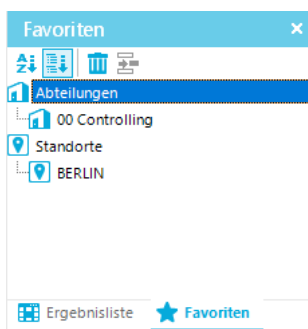 Favoriten
Abteilungen
00 Controlling
Standorte
BERLIN
Ergebnisliste Favoriten